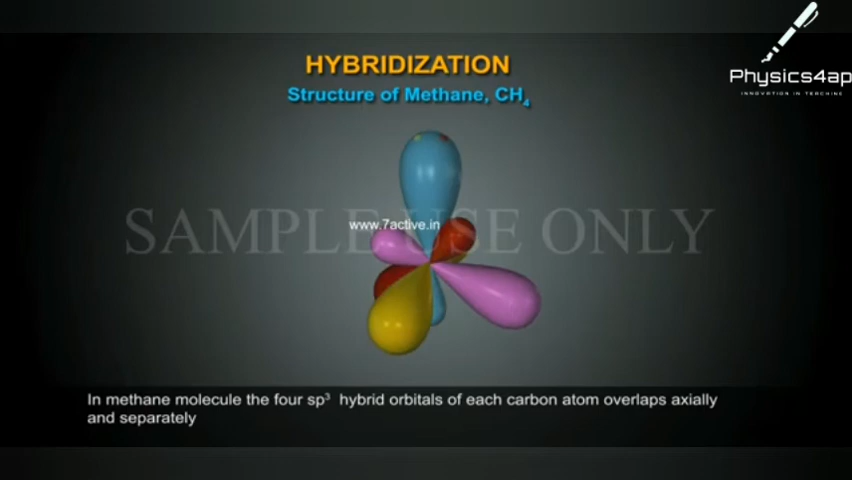 HYBRIDIZATION
Structure of Methane, CH₄
Physics4ap
INNOVATION IN TEACHING
www.7active.in
SAMPLE USE ONLY
In methane molecule the four sp³ hybrid orbitals of each carbon atom overlaps axially
and separately